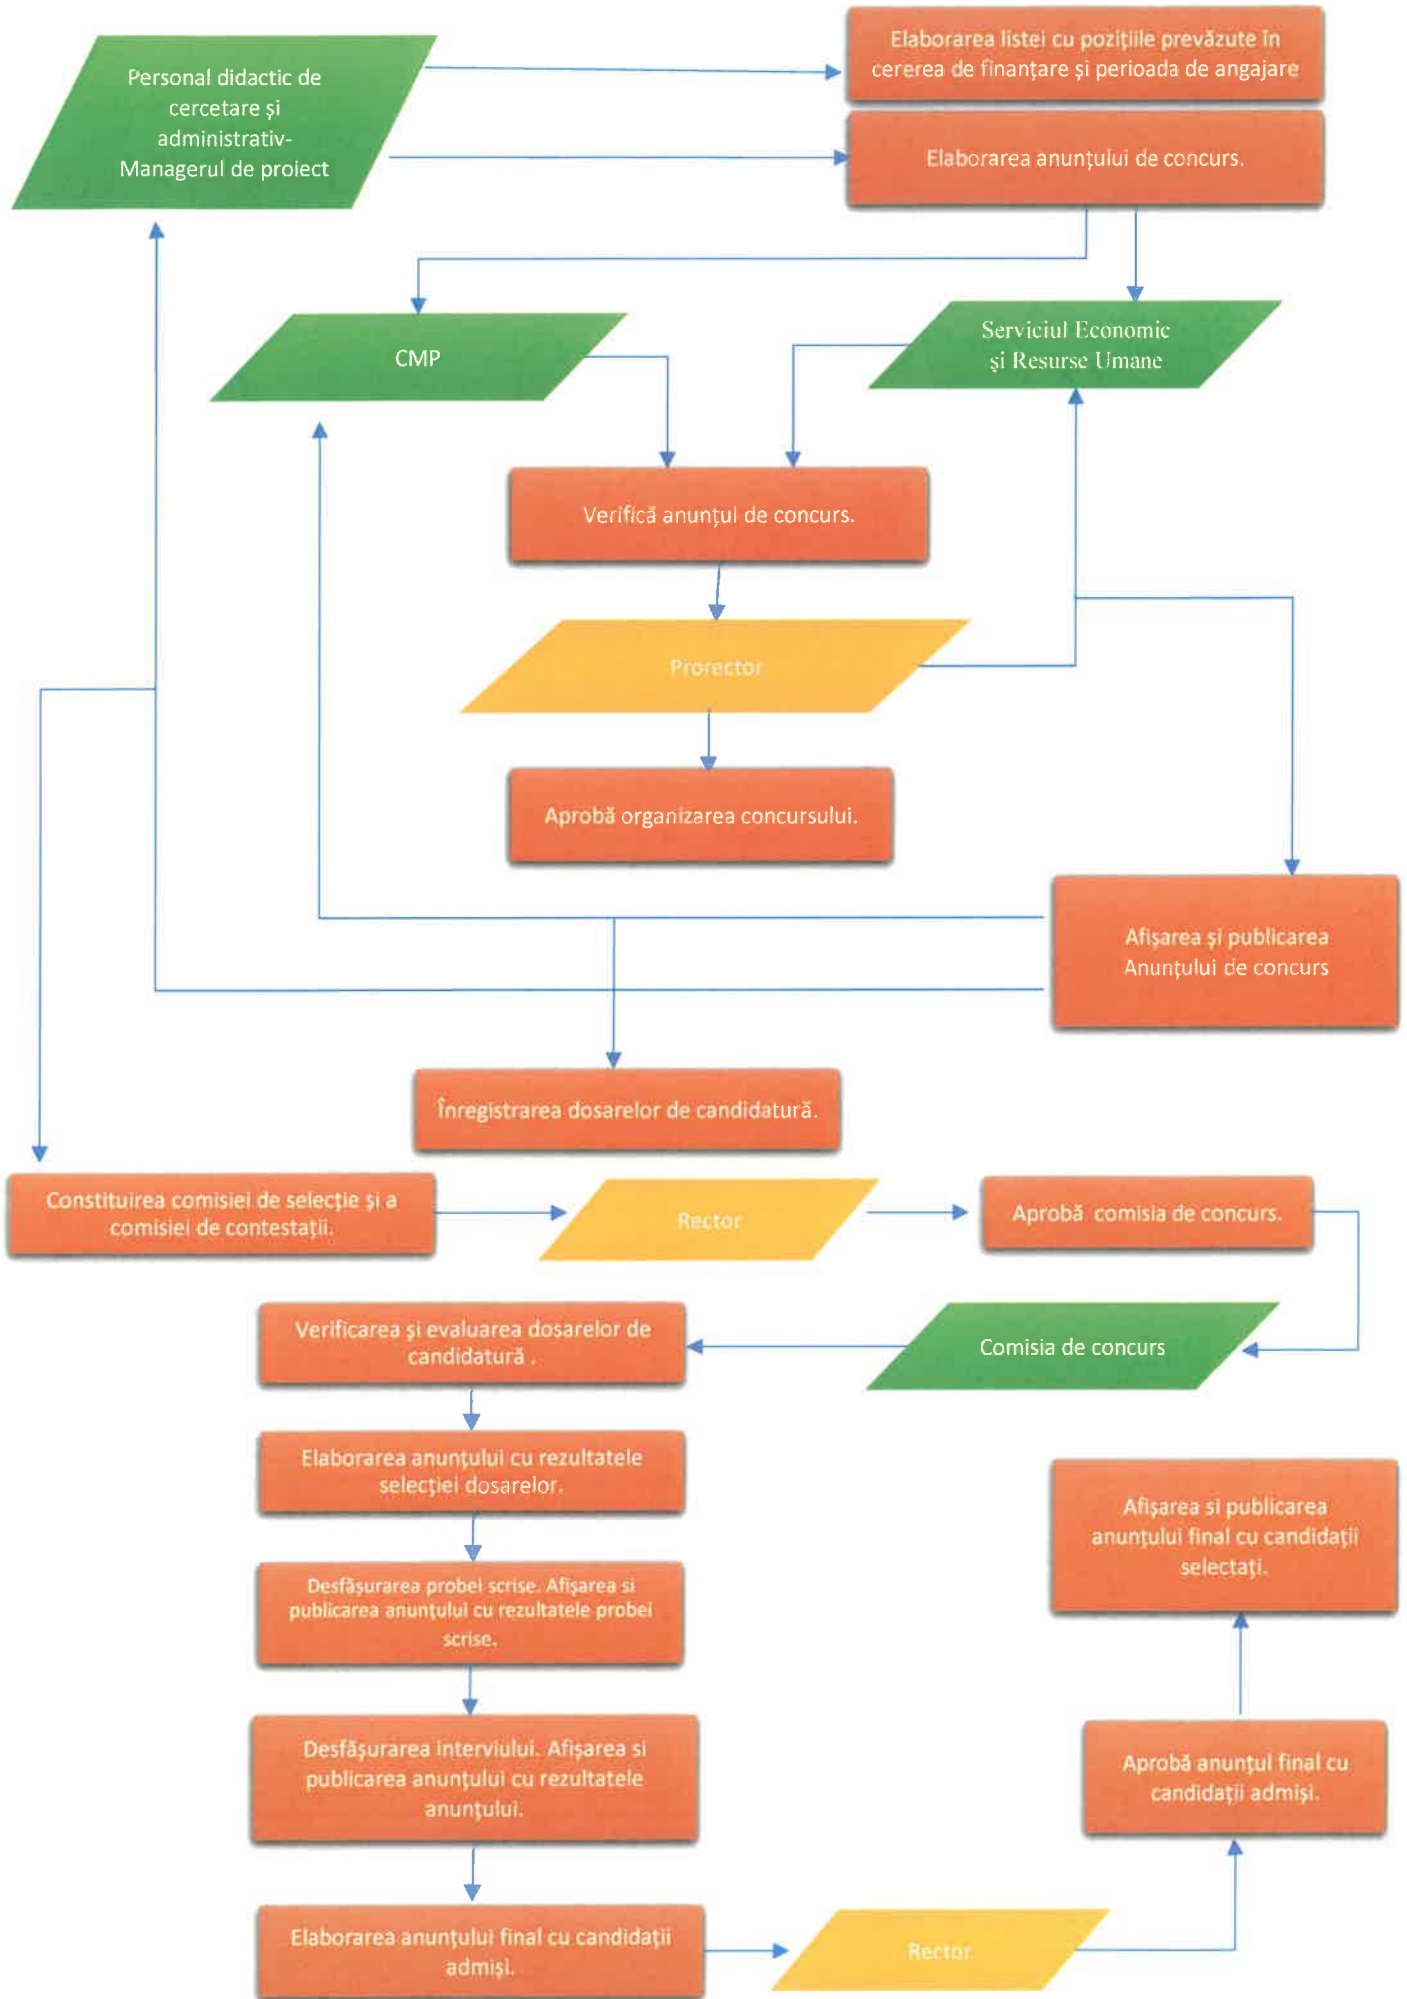 Elaborarea listei cu pozițiile prevăzute în
cererea de finanțare și perioada de angajare
Personal didactic de
cercetare și
administrativ-
Managerul de proiect
Elaborarea anunțului de concurs.
Serviciul Economic
și Resurse Umane
CMP
Verifică anunțul de concurs.
Prorector
Aprobă organizarea concursului.
Afișarea și publicarea
Anunțului de concurs
Înregistrarea dosarelor de candidatură.
Constituirea comisiei de selecție și a
comisiei de contestații.
Rector
Aprobă comisia de concurs.
Verificarea și evaluarea dosarelor de
candidatură .
Comisia de concurs
Elaborarea anunțului cu rezultatele
selecției dosarelor.
Afișarea si publicarea
anunțului final cu candidații
selectați.
Desfășurarea probei scrise. Afișarea si
publicarea anunțului cu rezultatele probei
scrise.
Desfășurarea interviului. Afișarea si
publicarea anunțului cu rezultatele
anunțului.
Aprobă anunțul final cu
candidații admiși.
Elaborarea anunțului final cu candidații
admiși.
Rector